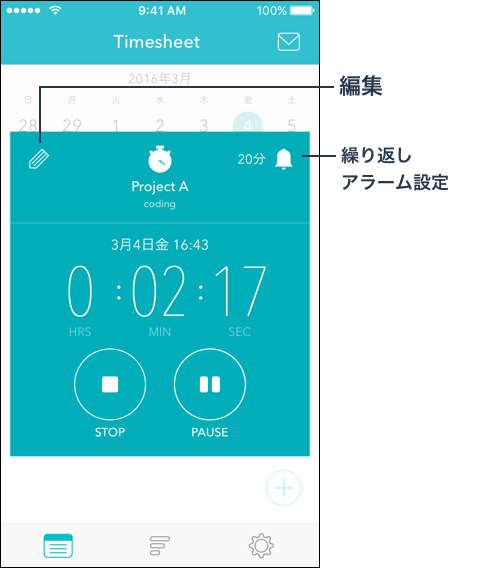 9:41 AM 100%
Timesheet
2016年3月
日 月 火 水 木 金 土
28 29 1 2 3 4 5
編集
20分
繰り返し
アラーム設定
Project A
coding
3月4日金 16:43
0 : 02 : 17
HRS MIN SEC
STOP PAUSE